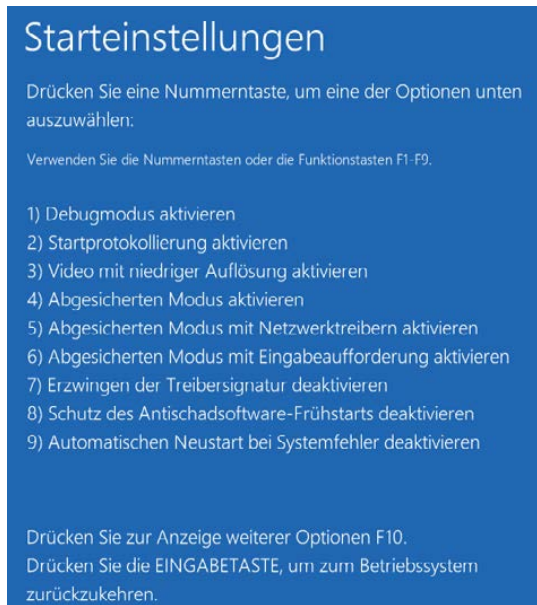 Starteinstellungen
Drücken Sie eine Nummerntaste, um eine der Optionen unten
auszuwählen:
Verwenden Sie die Nummerntasten oder die Funktionstasten F1-F9.
1) Debugmodus aktivieren
2) Startprotokollierung aktivieren
3) Video mit niedriger Auflösung aktivieren
4) Abgesicherten Modus aktivieren
5) Abgesicherten Modus mit Netzwerktreibern aktivieren
6) Abgesicherten Modus mit Eingabeaufforderung aktivieren
7) Erzwingen der Treibersignatur deaktivieren
8) Schutz des Antischadsoftware-Frühstarts deaktivieren
9) Automatischen Neustart bei Systemfehler deaktivieren
Drücken Sie zur Anzeige weiterer Optionen F10.
Drücken Sie die EINGABETASTE, um zum Betriebssystem
zurückzukehren.